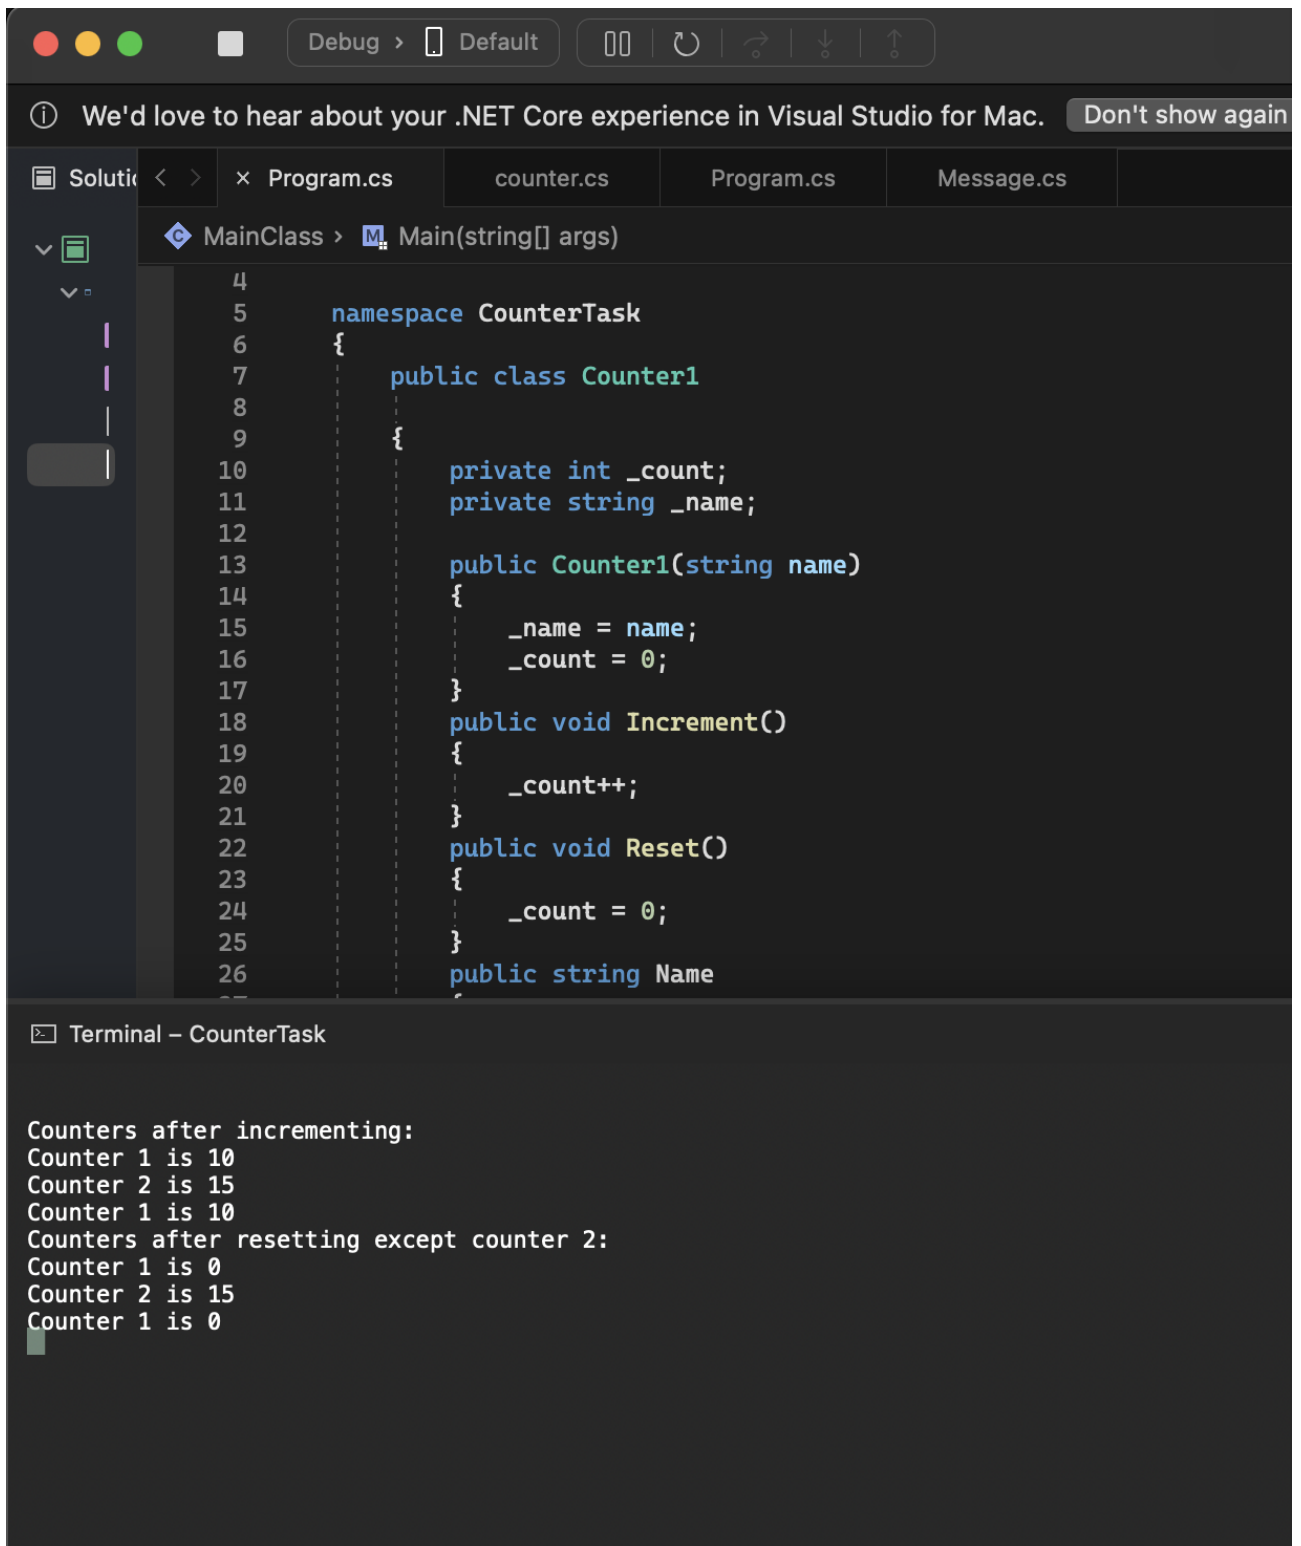 Debug › Default
We'd love to hear about your .NET Core experience in Visual Studio for Mac. Don't show again
Solutio
Program.cs counter.cs Program.cs Message.cs
MainClass › M Main(string[] args)
4
5 namespace CounterTask
6 {
7 public class Counter1
8
9 {
10 private int _count;
11 private string _name;
12
13 public Counter1(string name)
14 {
15 _name = name;
16 _count = 0;
17 }
18 public void Increment()
19 {
20 _count++;
21 }
22 public void Reset()
23 {
24 _count = 0;
25 }
26 public string Name
Terminal – CounterTask
Counters after incrementing:
Counter 1 is 10
Counter 2 is 15
Counter 1 is 10
Counters after resetting except counter 2:
Counter 1 is 0
Counter 2 is 15
Counter 1 is 0